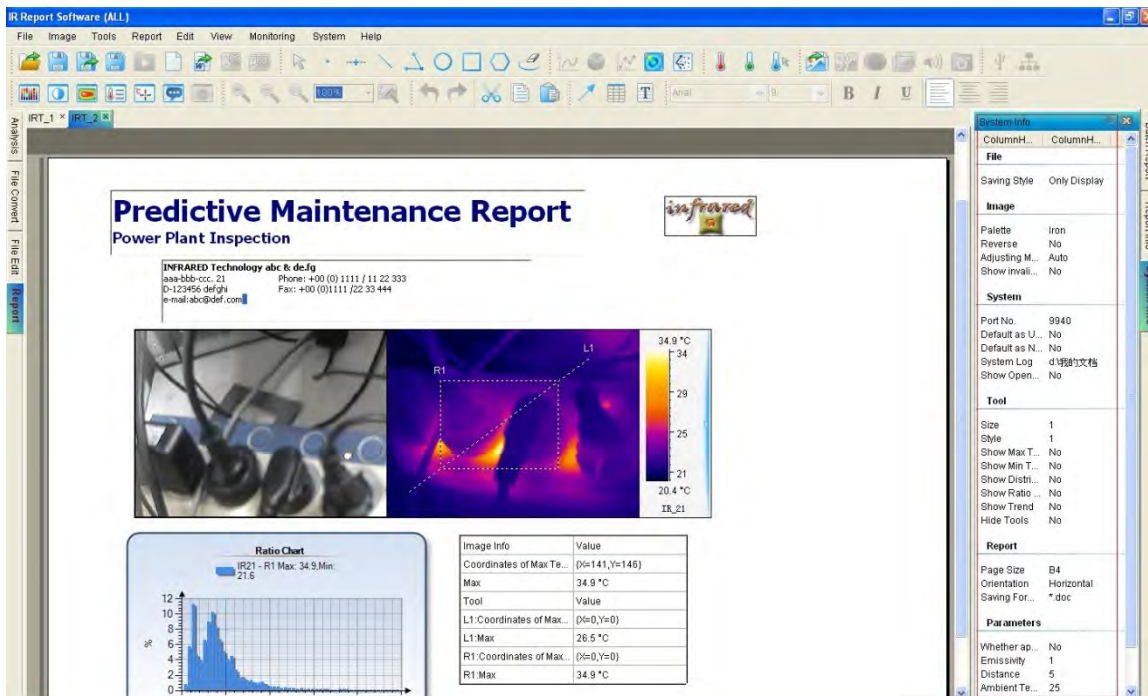 IR Report Software (ALL)
File Image Tools Report Edit View Monitoring System Help
100% Arial 9 B I U
IRT_1 IRT_2
Analysis
File Convert
File Edit
Report
Predictive Maintenance Report
Power Plant Inspection
infrared
INFRARED Technology abc & de.fg
aaa-bbb-ccc. 21 Phone: +00 (0) 1111 / 11 22 333
D-123456 defghi Fax: +00 (0)1111 /22 33 444
e-mail:abc@def.com
R1
L1
34.9 °C
34
29
25
21
20.4 °C
IR_21
Ratio Chart
IR21 - R1 Max: 34.9,Min:
21.6
12
10
8
6
4
2
0
%
Image Info Value
Coordinates of Max Te... {X=141,Y=146}
Max 34.9 °C
Tool Value
L1:Coordinates of Max... {X=0,Y=0}
L1:Max 26.5 °C
R1:Coordinates of Max... {X=0,Y=0}
R1:Max 34.9 °C
System Info
ColumnH... ColumnH...
File
Saving Style Only Display
Image
Palette Iron
Reverse No
Adjusting M... Auto
Show invali... No
System
Port No. 9940
Default as U... No
Default as N... No
System Log d:\我的文档
Show Open... No
Tool
Size 1
Style 1
Show Max T... No
Show Min T... No
Show Distri... No
Show Ratio ... No
Show Trend No
Hide Tools No
Report
Page Size B4
Orientation Horizontal
Saving For... *.doc
Parameters
Whether ap... No
Emissivity 1
Distance 5
Ambient Te... 25